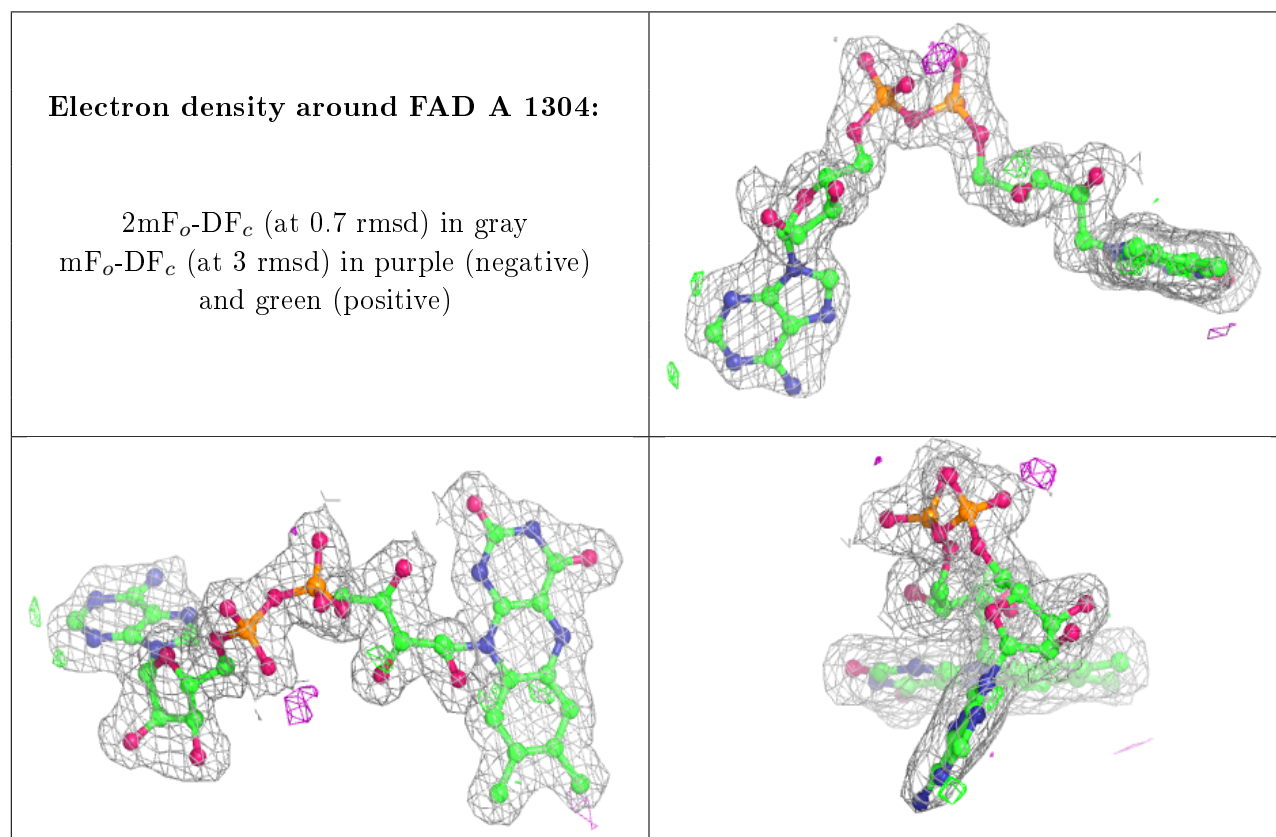 Electron density around FAD A 1304:
2mFo-DFc (at 0.7 rmsd) in gray
mFo-DFc (at 3 rmsd) in purple (negative)
and green (positive)